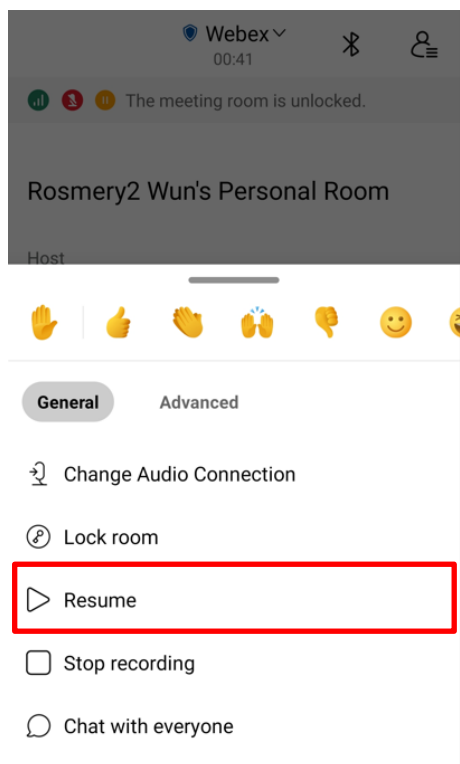 Webex
00:41
The meeting room is unlocked.
Rosmery2 Wun's Personal Room
Host
General
Advanced
Change Audio Connection
Lock room
Resume
Stop recording
Chat with everyone